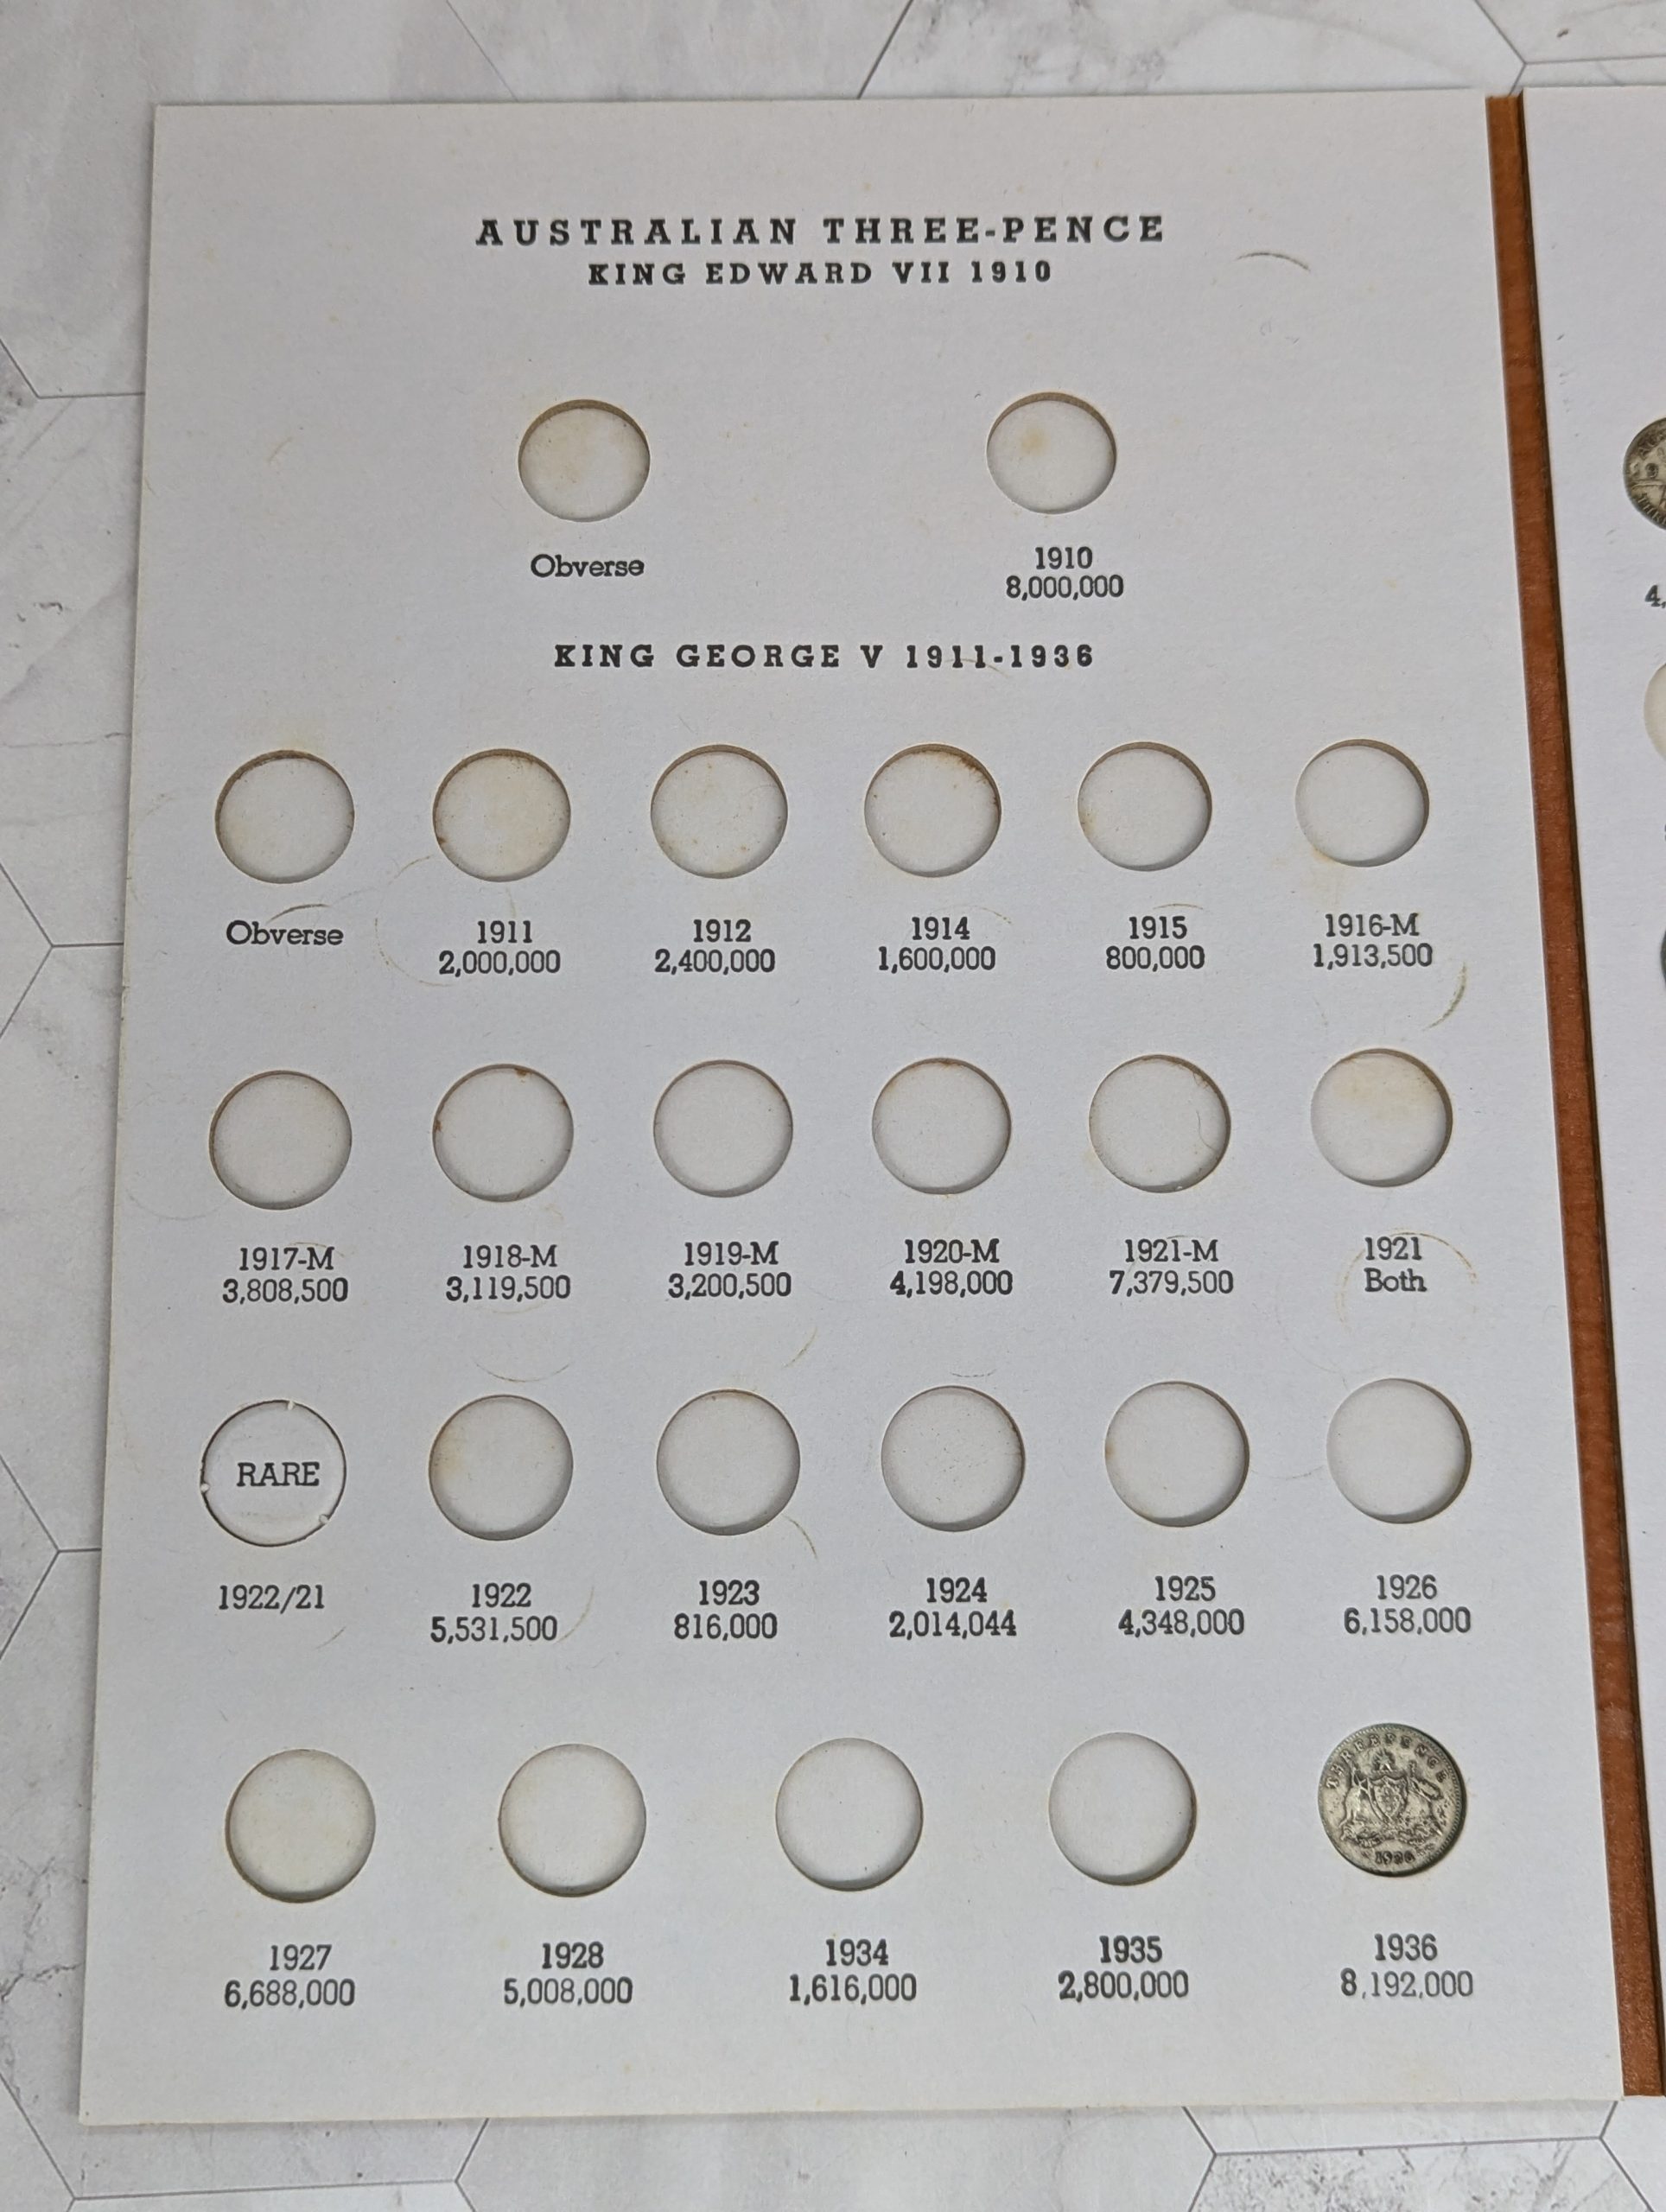 AUSTRALIAN THREE-PENCE
KING EDWARD VII 1910
Obverse
1910
8,000,000
KING GEORGE V 1911-1936
Obverse
1911
2,000,000
1912
2,400,000
1914
1,600,000
1915
800,000
1916-M
1,913,500
1917-M
3,808,500
1918-M
3,119,500
1919-M
3,200,500
1920-M
4,198,000
1921-M
7,379,500
1921
Both
RARE
1922/21
1922
5,531,500
1923
816,000
1924
2,014,044
1925
4,348,000
1926
6,158,000
THREEPENCE
1927
6,688,000
1928
5,008,000
1934
1,616,000
1935
2,800,000
1936
8,192,000